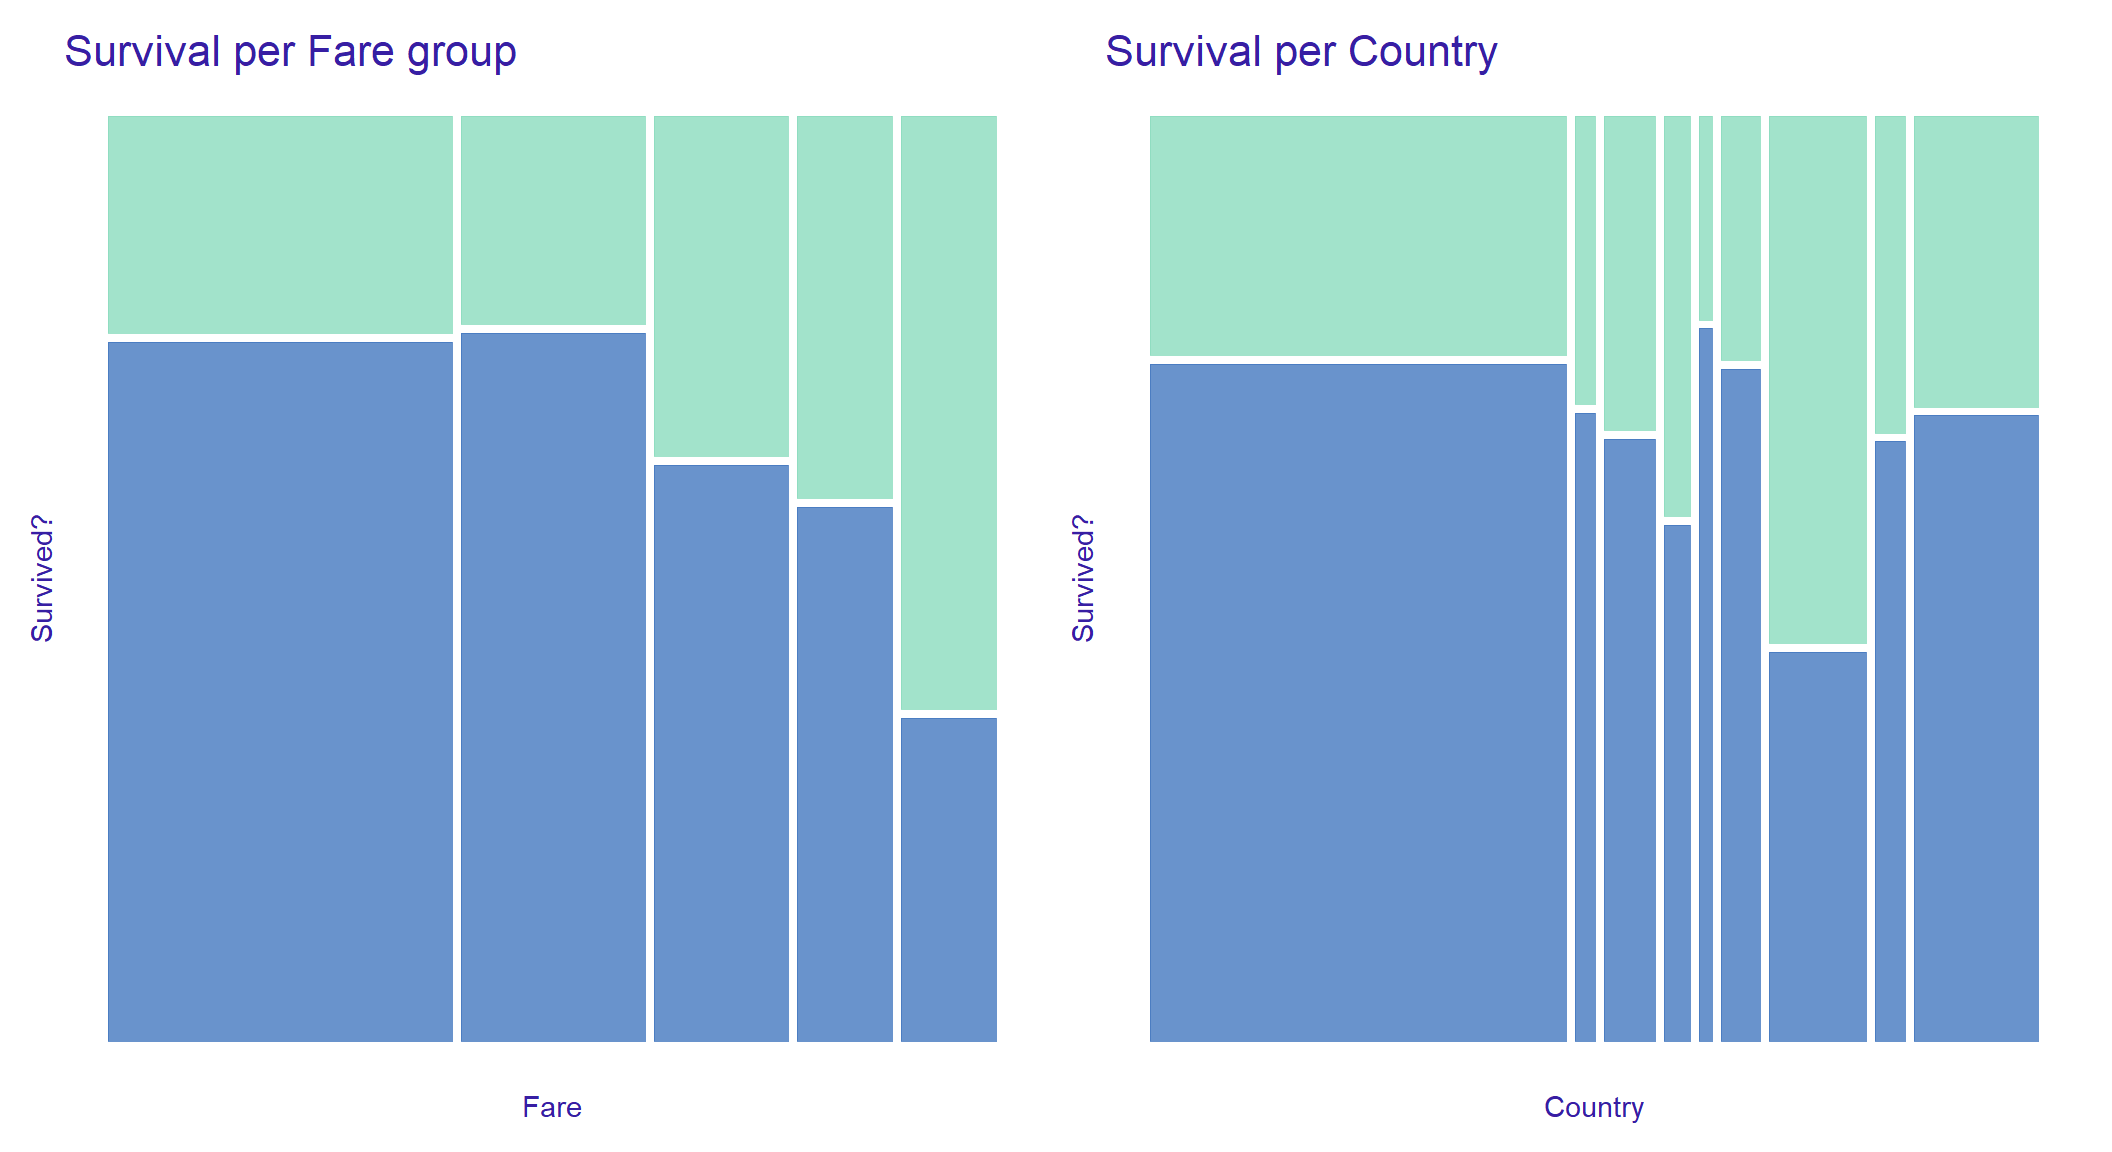 Survival per Fare group
Survived?
Fare
Survival per Country
Survived?
Country